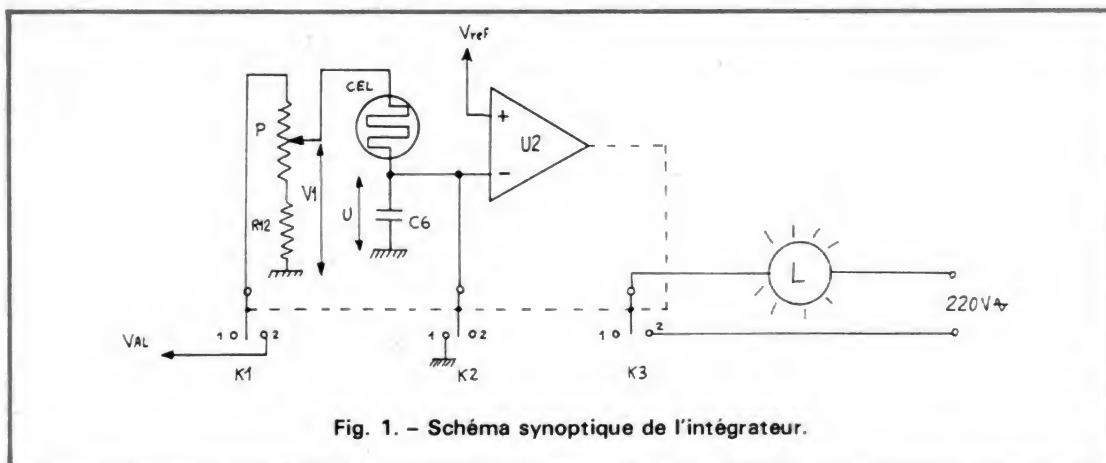 Vref
CEL
P
+
U2
V1
-
U
C6
R12
L
220V~
1 2
1 2
1 2
VAL
K1
K2
K3
Fig. 1. – Schéma synoptique de l'intégrateur.